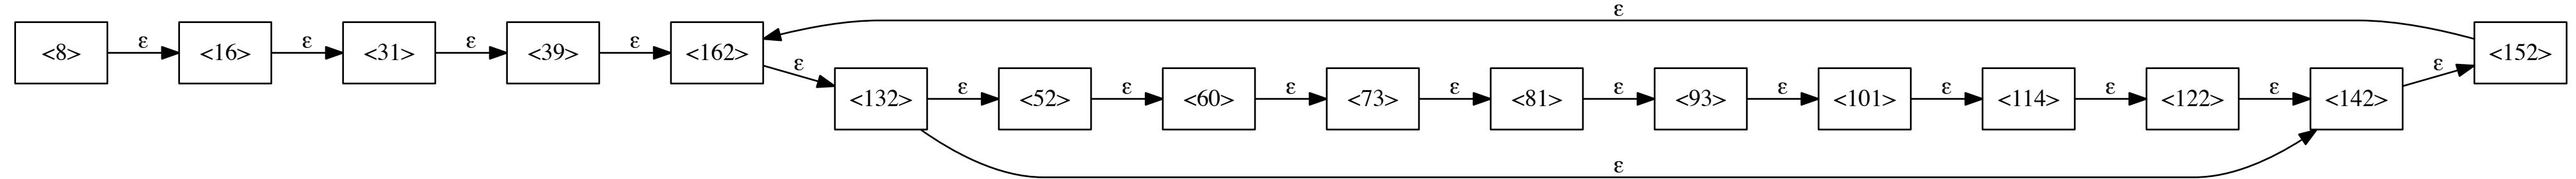 ε
<8> ε <16> ε <31> ε <39> ε <162> <152>
ε ε
<132> ε <52> ε <60> ε <73> ε <81> ε <93> ε <101> ε <114> ε <122> ε <142>
ε